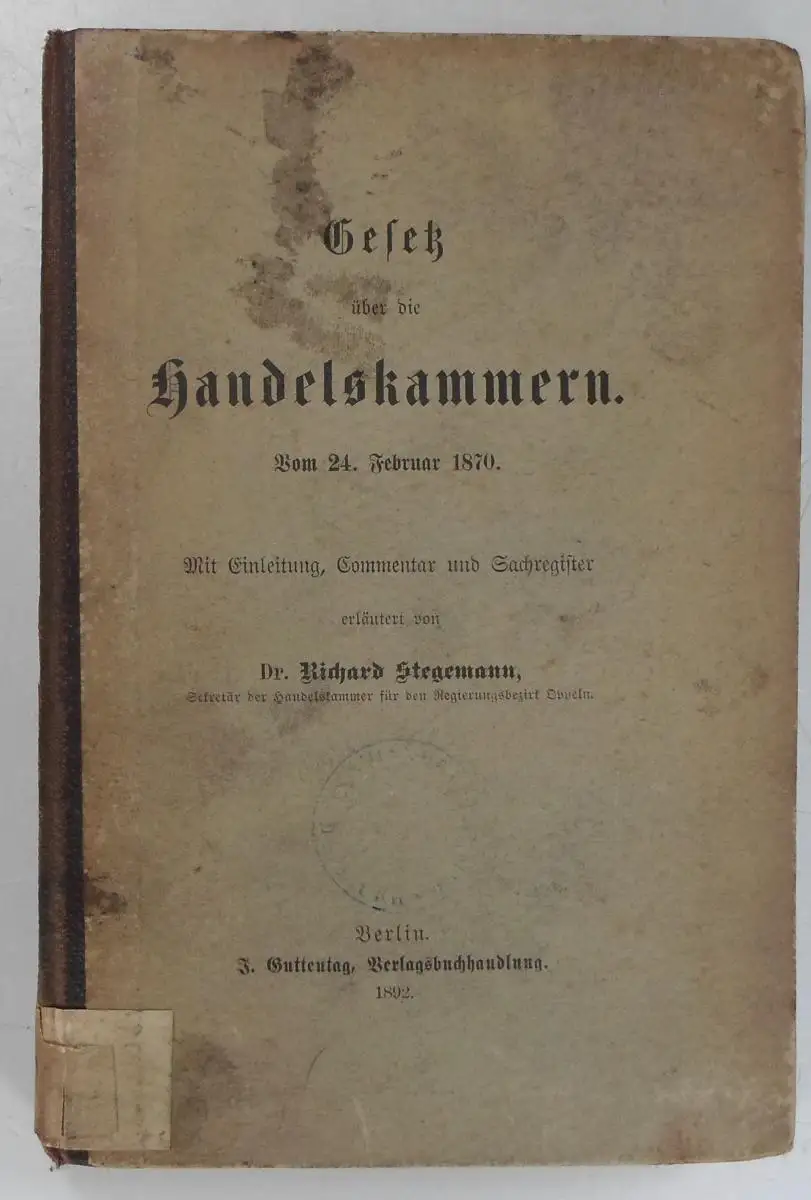 Gesetz
über die
Handelskammern.
Vom 24. Februar 1870.
Mit Einleitung, Commentar und Sachregister
erläutert von
Dr. Richard Stegemann,
Sekretär der Handelskammer für den Regierungsbezirk Oppeln.
Berlin.
J. Guttentag, Verlagsbuchhandlung.
1892.